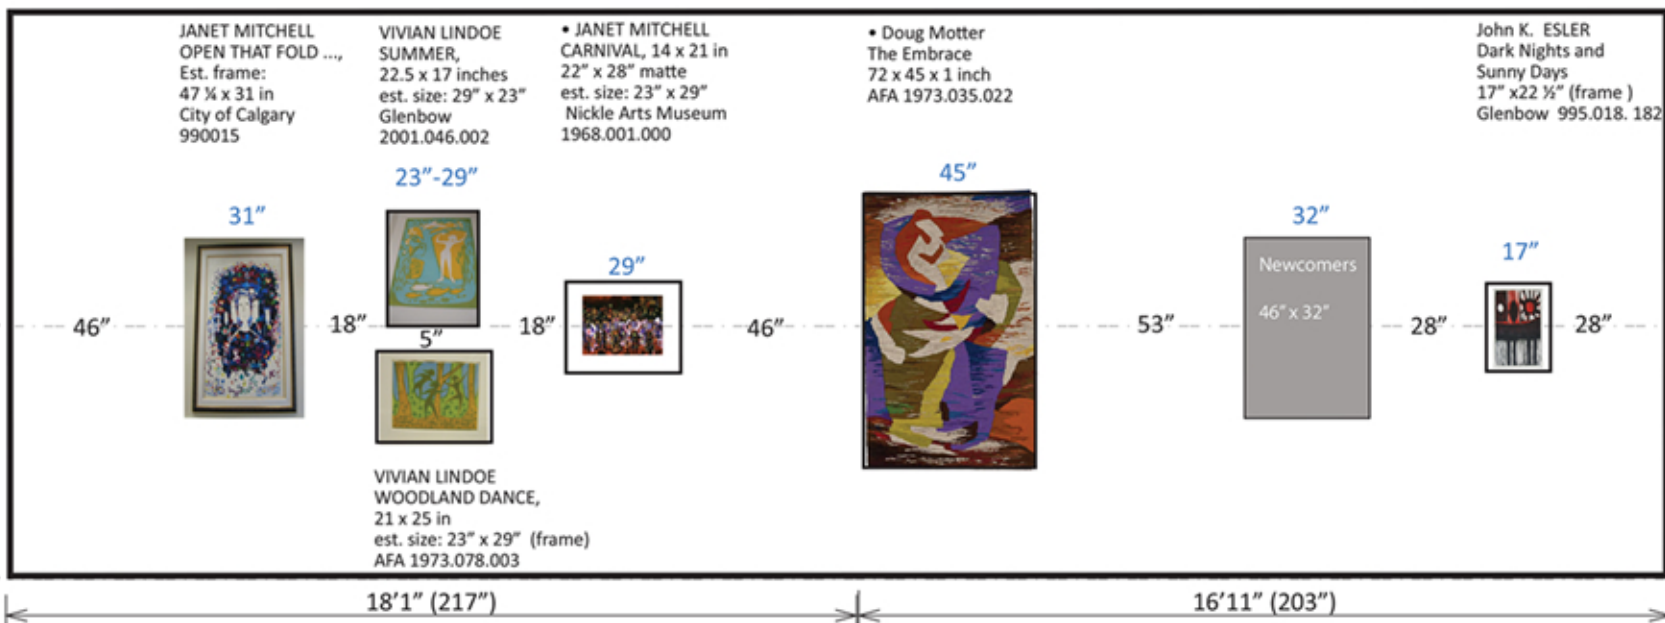 JANET MITCHELL
OPEN THAT FOLD ...,
Est. frame:
47 ¼ x 31 in
City of Calgary
990015
VIVIAN LINDOE
SUMMER,
22.5 x 17 inches
est. size: 29” x 23”
Glenbow
2001.046.002
• JANET MITCHELL
CARNIVAL, 14 x 21 in
22” x 28” matte
est. size: 23” x 29”
Nickle Arts Museum
1968.001.000
• Doug Motter
The Embrace
72 x 45 x 1 inch
AFA 1973.035.022
John K. ESLER
Dark Nights and
Sunny Days
17” x22 ½” (frame )
Glenbow 995.018. 182
31”
23”-29”
29”
45”
32”
17”
Newcomers
46” x 32”
46”
18”
5”
18”
46”
53”
28”
28”
VIVIAN LINDOE
WOODLAND DANCE,
21 x 25 in
est. size: 23” x 29” (frame)
AFA 1973.078.003
18’1” (217”)
16’11” (203”)